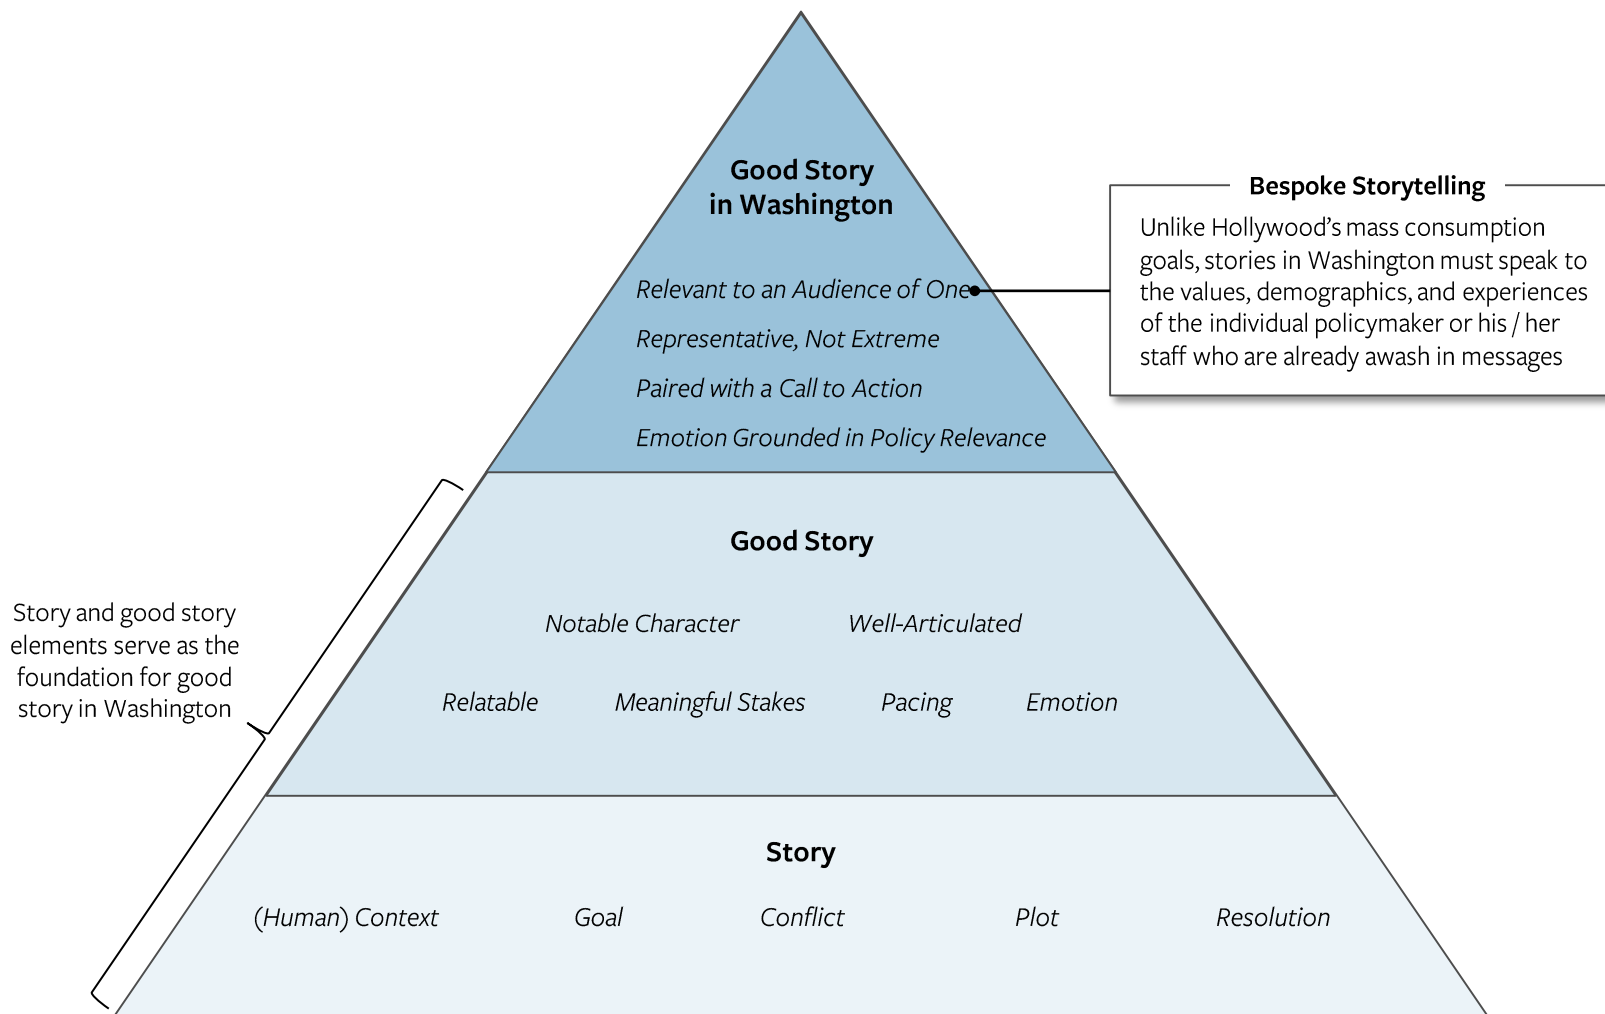 Good Story
in Washington
Relevant to an Audience of One
Representative, Not Extreme
Paired with a Call to Action
Emotion Grounded in Policy Relevance
Bespoke Storytelling
Unlike Hollywood’s mass consumption
goals, stories in Washington must speak to
the values, demographics, and experiences
of the individual policymaker or his / her
staff who are already awash in messages
Good Story
Notable Character Well-Articulated
Relatable Meaningful Stakes Pacing Emotion
Story and good story
elements serve as the
foundation for good
story in Washington
Story
(Human) Context Goal Conflict Plot Resolution